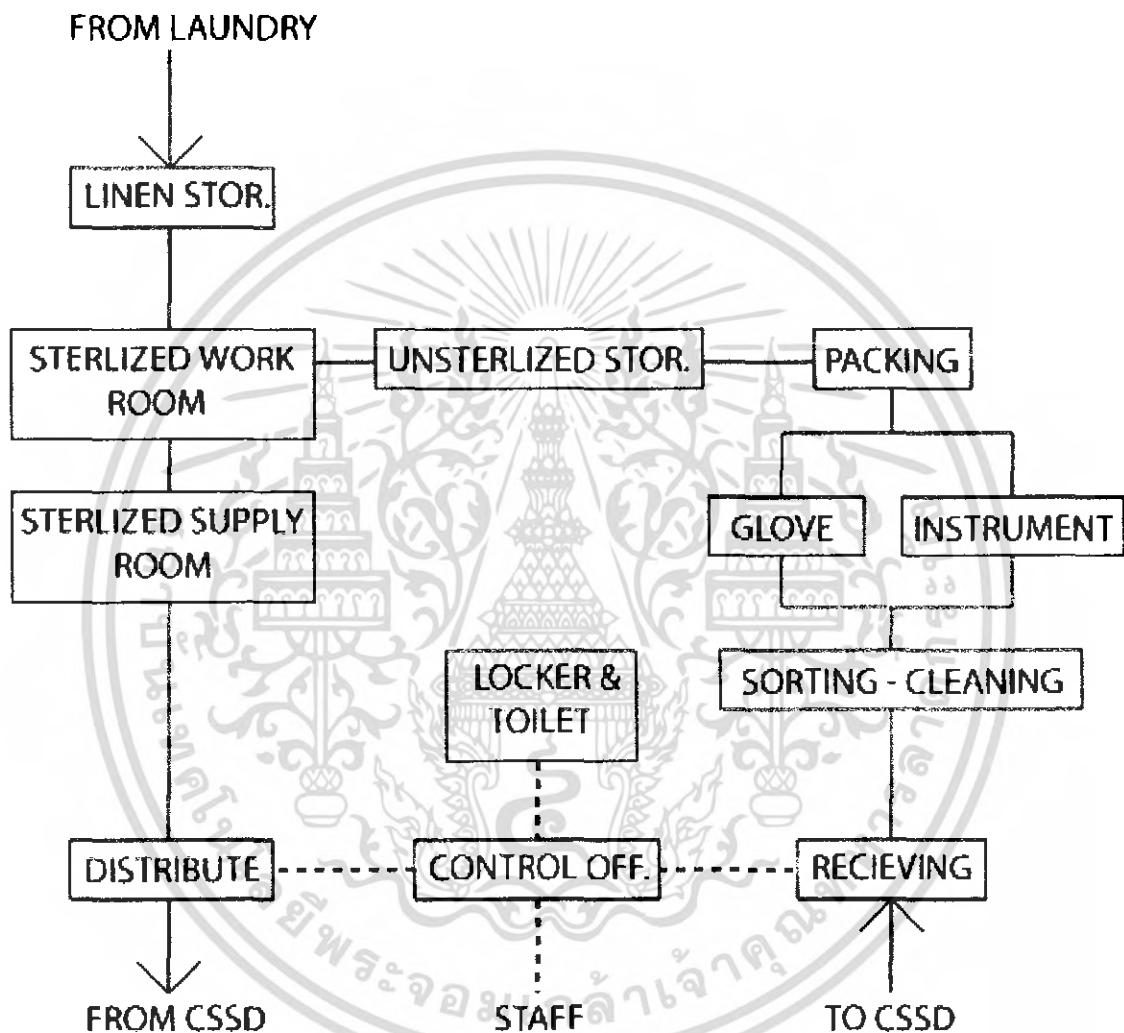 FROM LAUNDRY
LINEN STOR.
STERLIZED WORK
ROOM
UNSTERLIZED STOR.
PACKING
STERLIZED SUPPLY
ROOM
GLOVE
INSTRUMENT
LOCKER &
TOILET
SORTING - CLEANING
DISTRIBUTE
CONTROL OFF.
RECIEVING
FROM CSSD
STAFF
TO CSSD